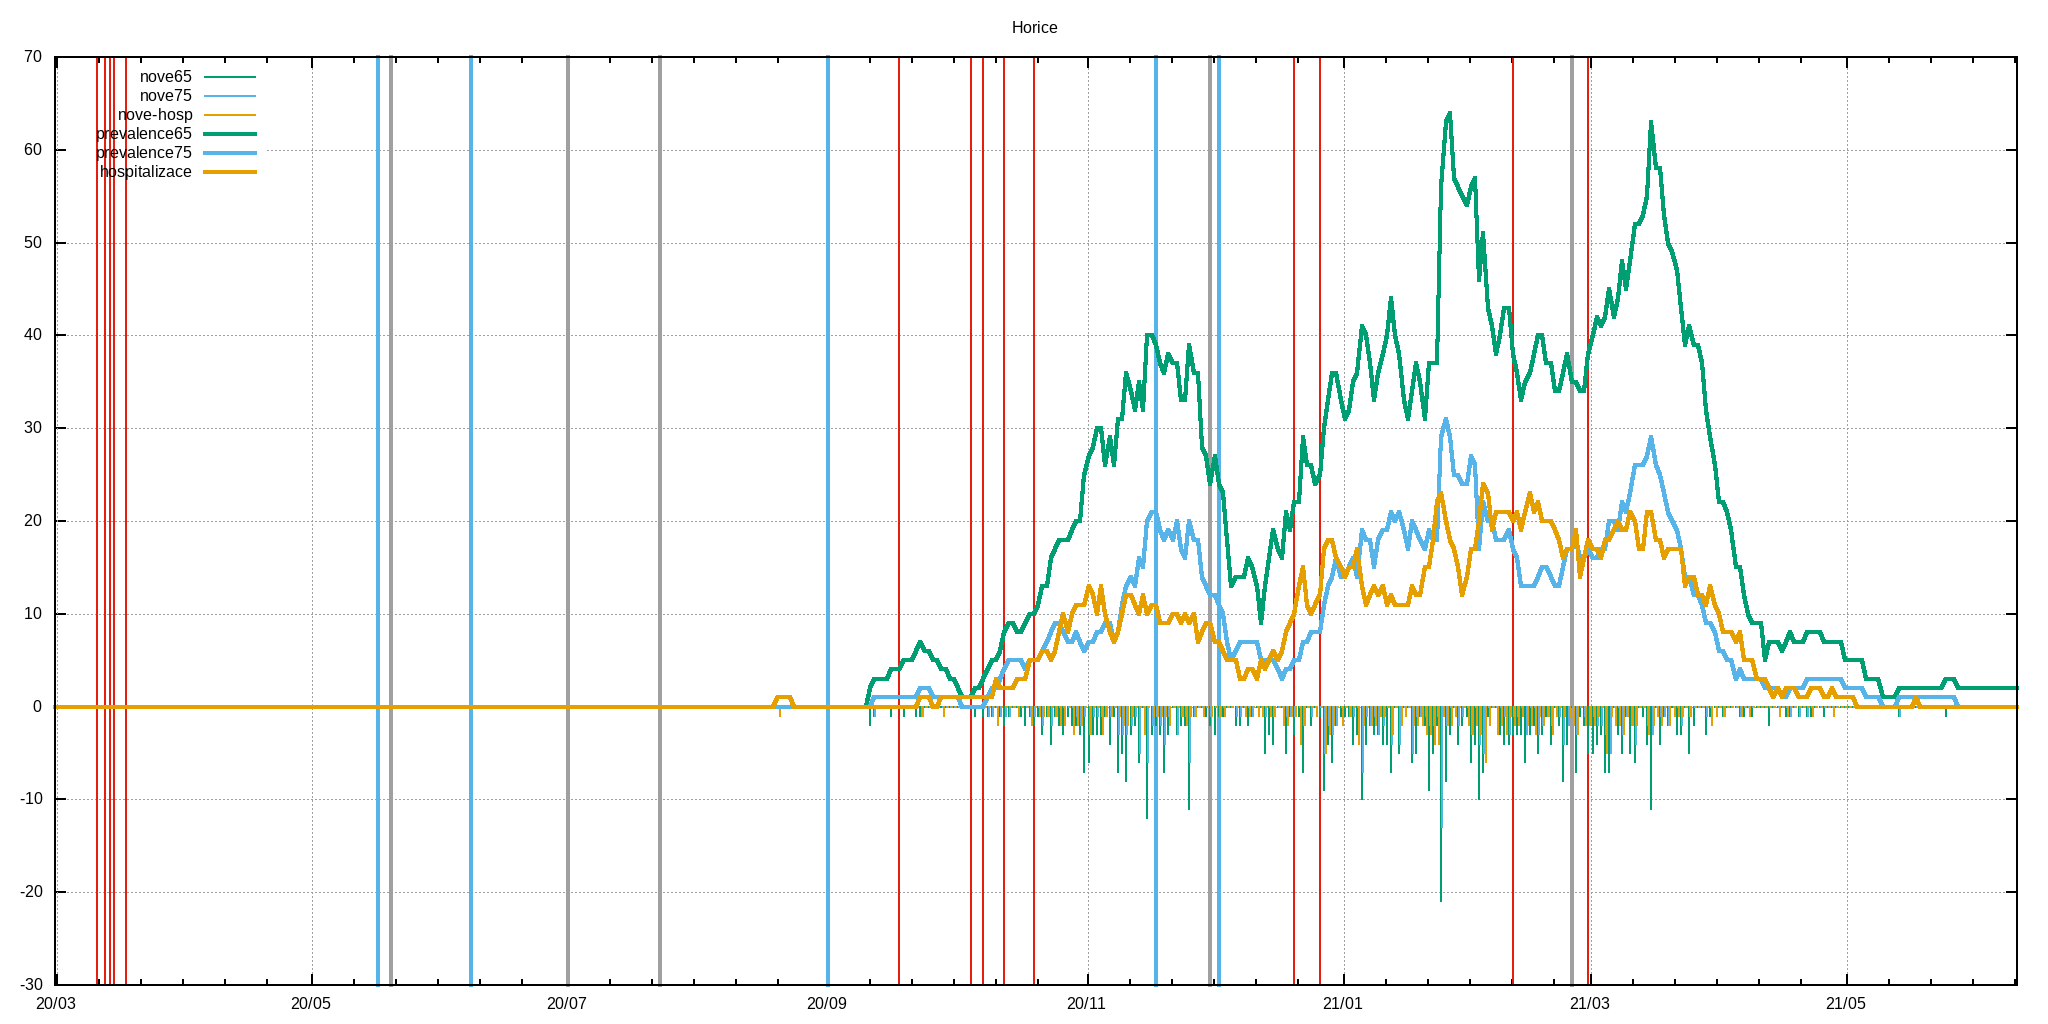 Horice
70
nove65
nove75
nove-hosp
prevalence65
60
prevalence75
hospitalizace
50
40
30
20
10
0
-10
-20
-30
20/03 20/05 20/07 20/09 20/11 21/01 21/03 21/05